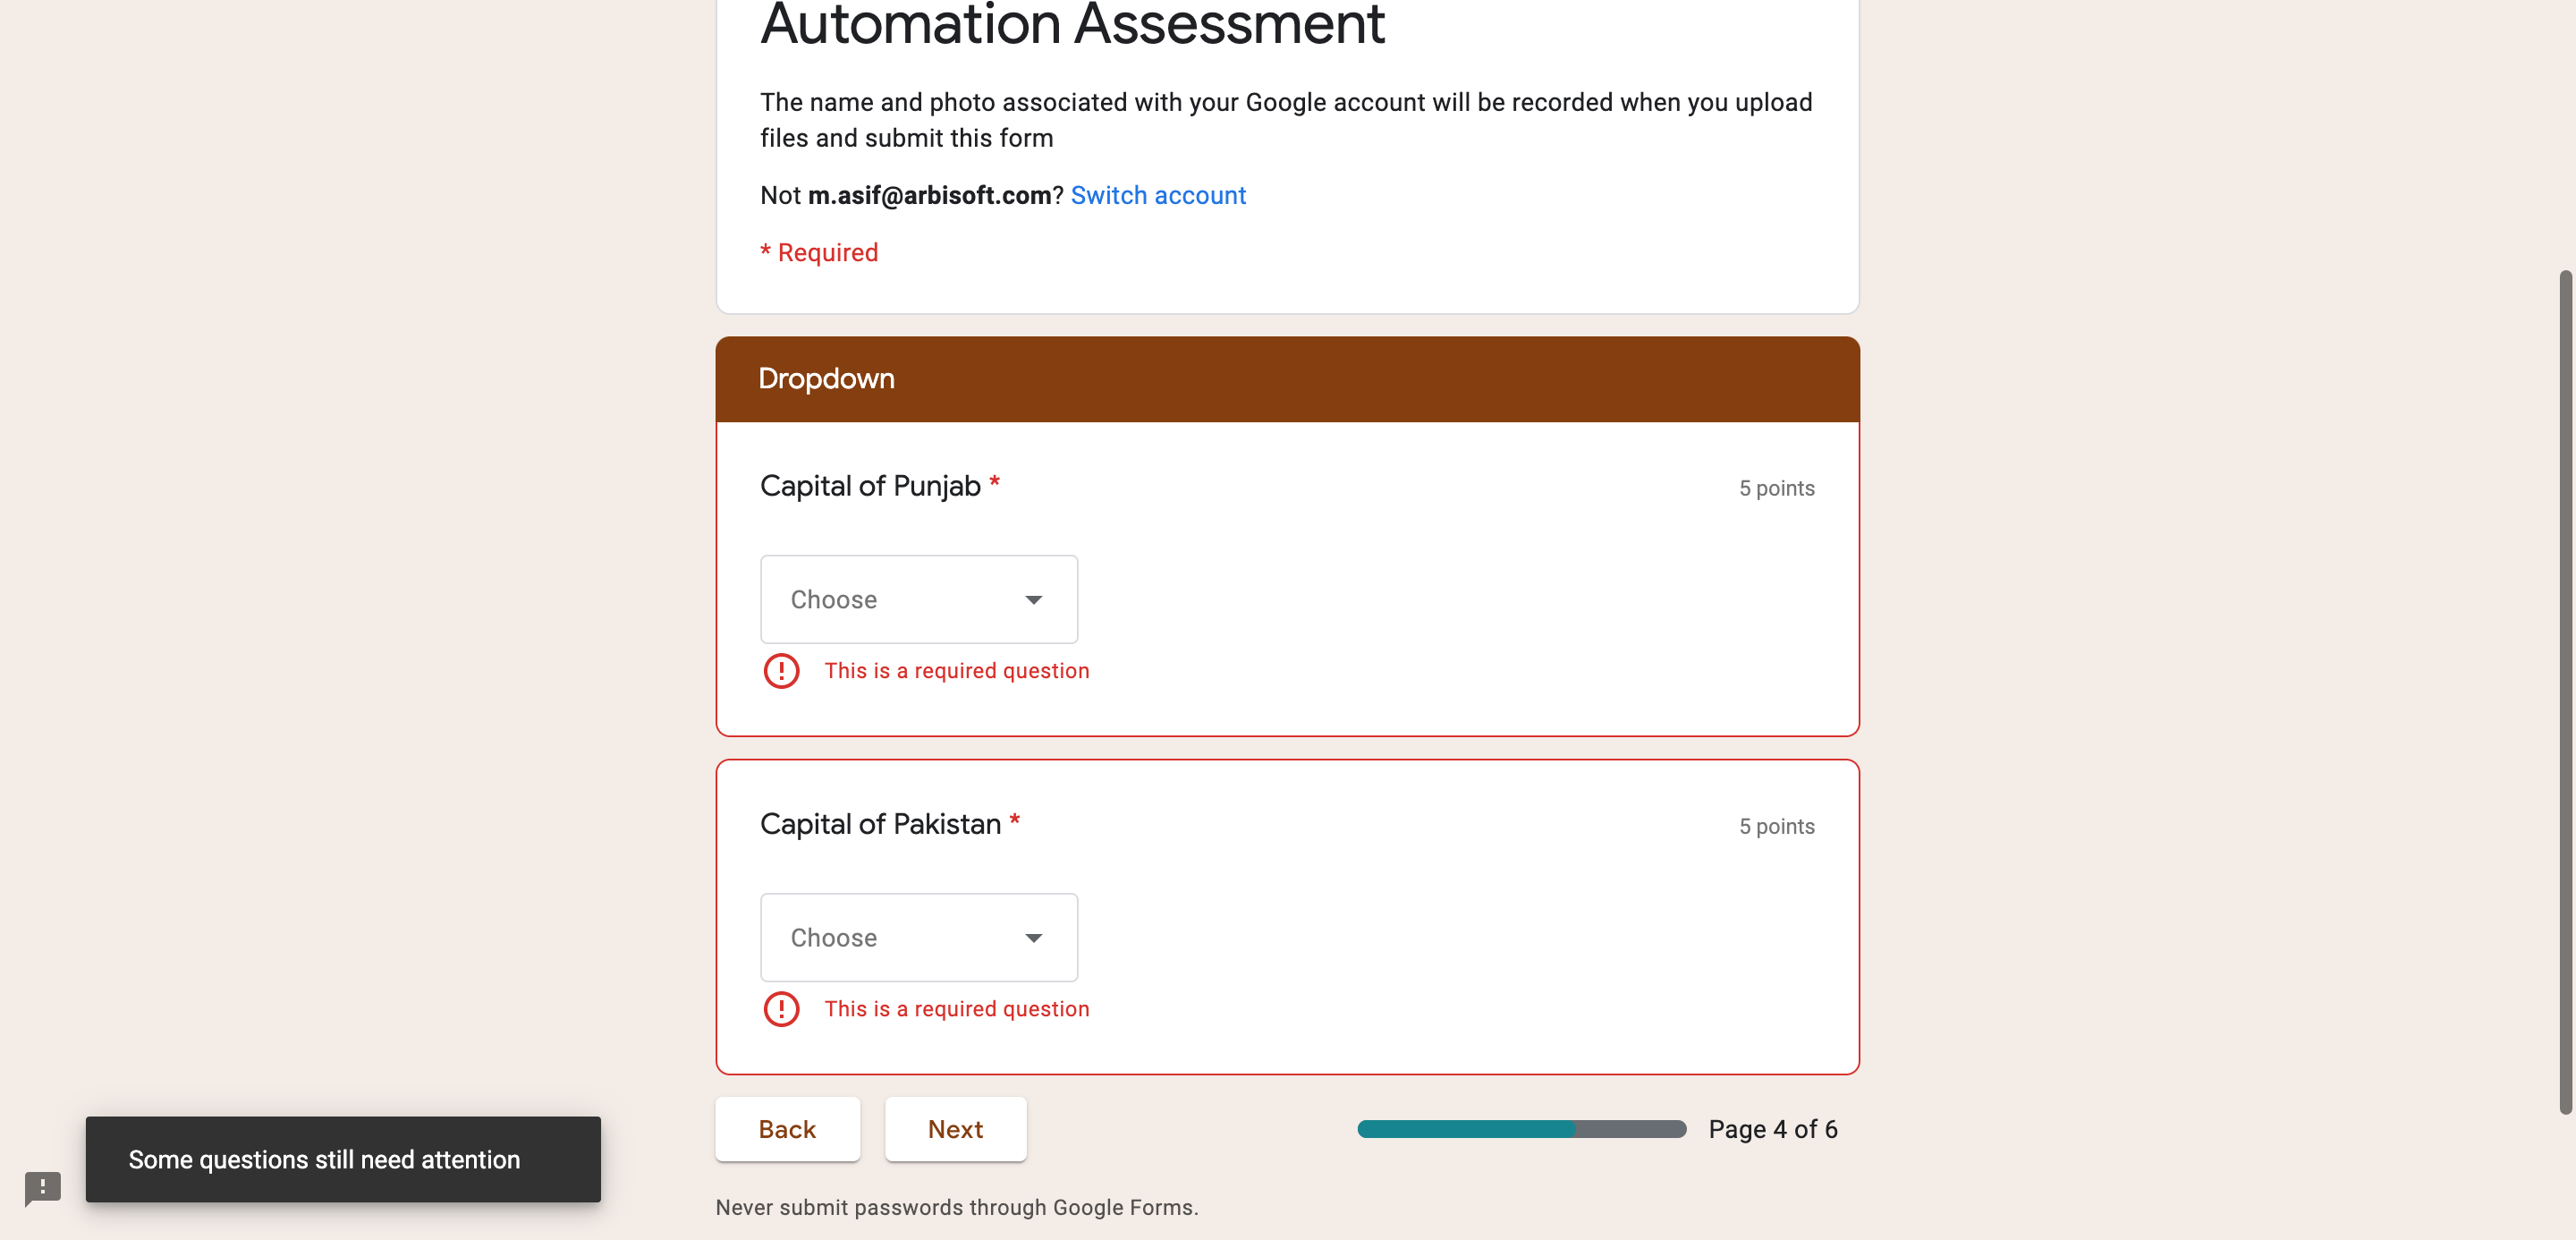 Automation Assessment
The name and photo associated with your Google account will be recorded when you upload
files and submit this form
Not m.asif@arbisoft.com? Switch account
* Required
Dropdown
Capital of Punjab *
5 points
Choose
This is a required question
Capital of Pakistan *
5 points
Choose
This is a required question
Back
Next
Page 4 of 6
Some questions still need attention
Never submit passwords through Google Forms.